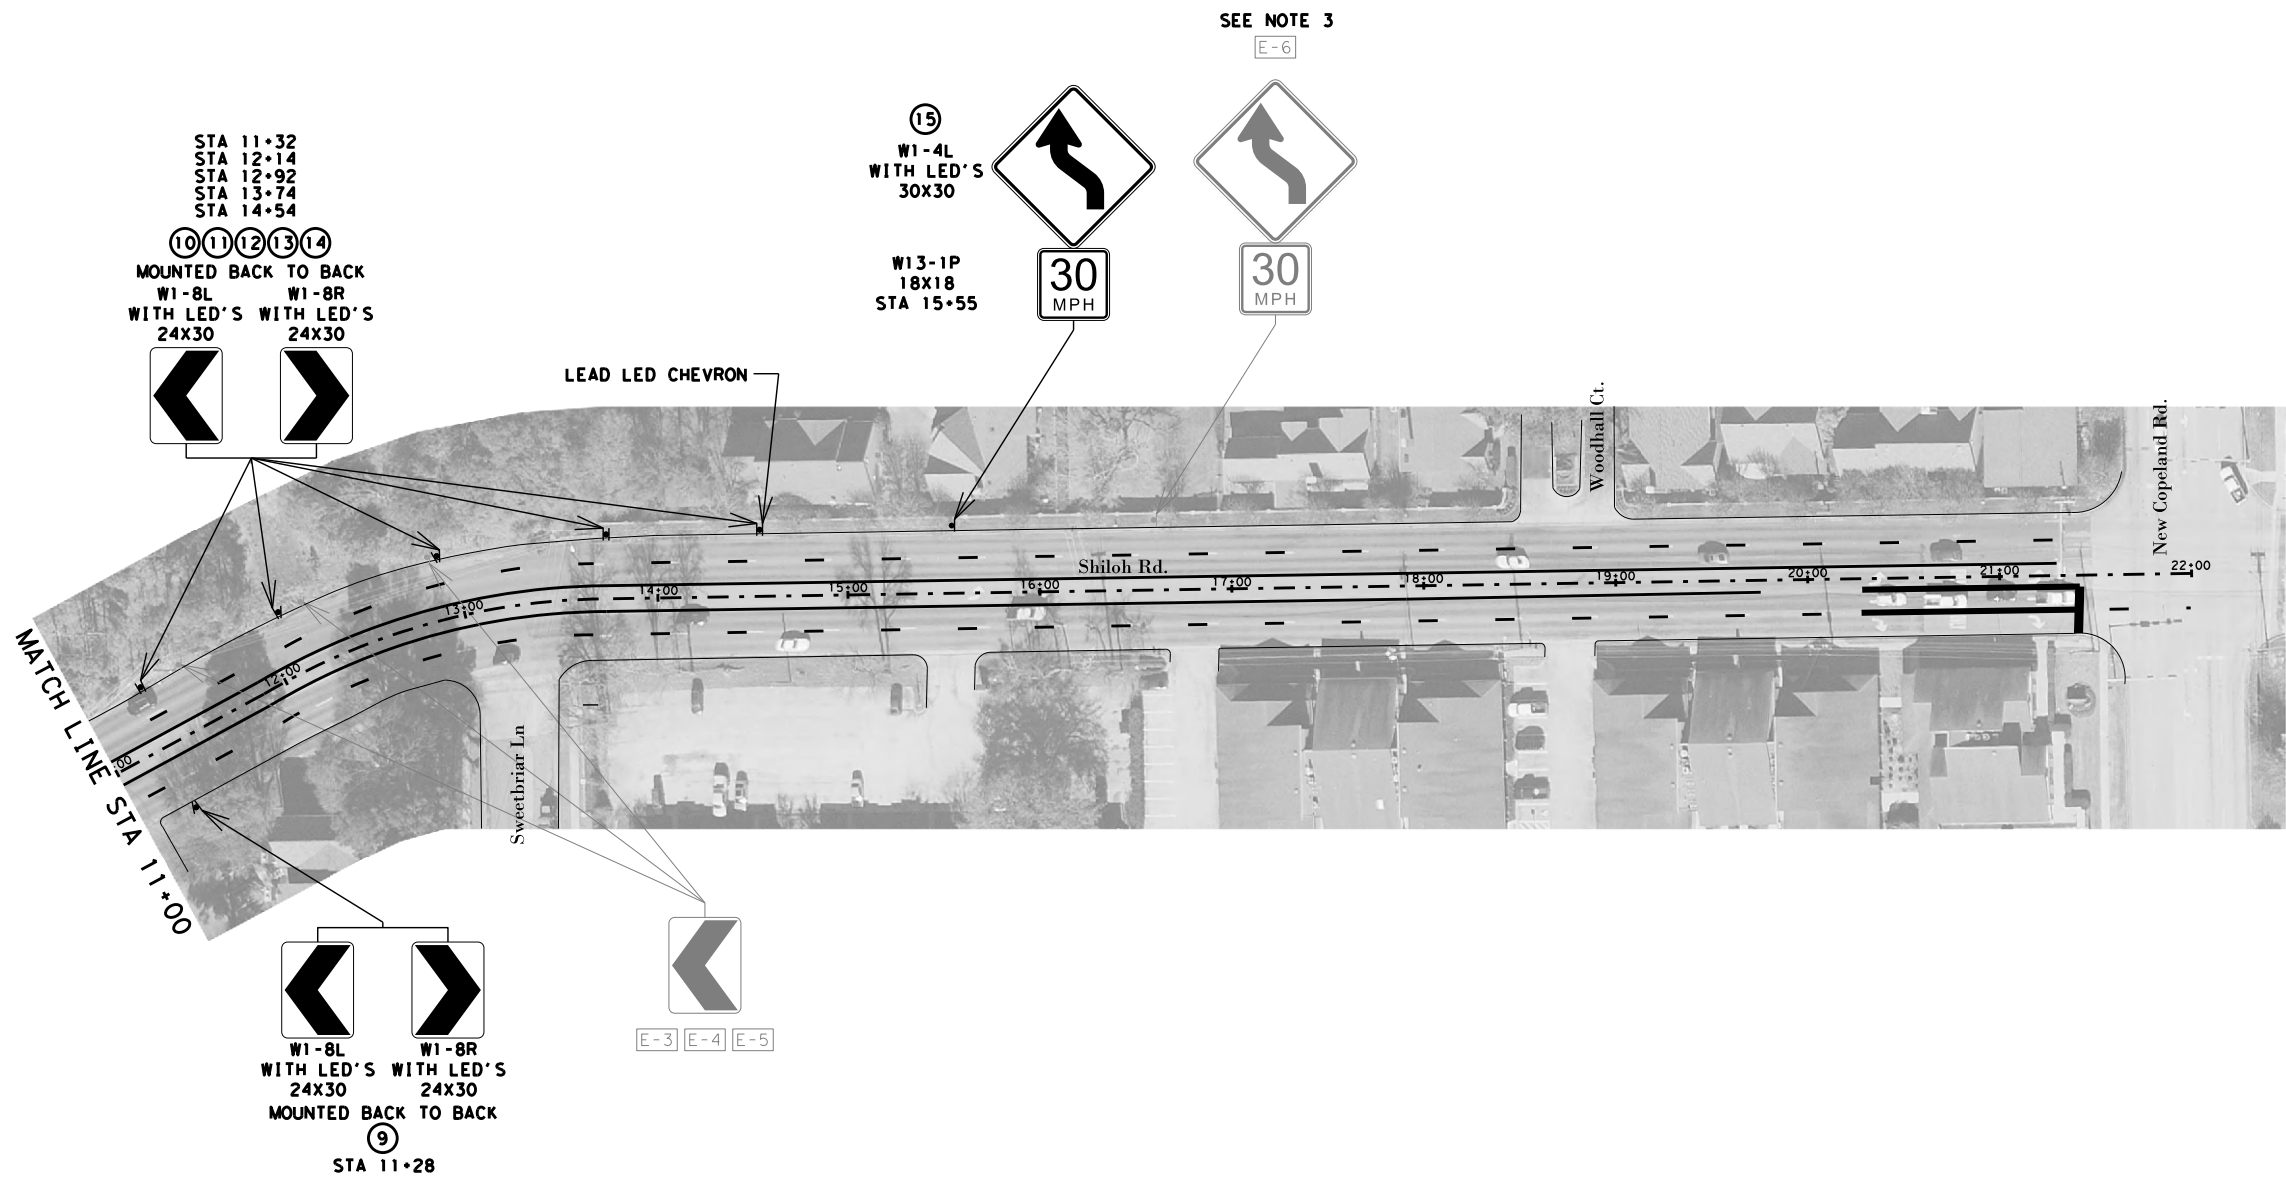 SEE NOTE 3
E-6
15
W1-4L
WITH LED'S
30X30
W13-1P
18X18
STA 15+55
30
MPH
30
MPH
STA 11+32
STA 12+14
STA 12+92
STA 13+74
STA 14+54
10 11 12 13 14
MOUNTED BACK TO BACK
W1-8L W1-8R
WITH LED'S WITH LED'S
24X30 24X30
LEAD LED CHEVRON
Woodhall Ct.
New Copeland Rd.
Shiloh Rd.
:00
12+00
13+00
14+00
15+00
16+00
17+00
18+00
19+00
20+00
21+00
22+00
MATCH LINE STA 11+00
Sweetbriar Ln
W1-8L W1-8R
WITH LED'S WITH LED'S
24X30 24X30
MOUNTED BACK TO BACK
9
STA 11+28
E-3 E-4 E-5